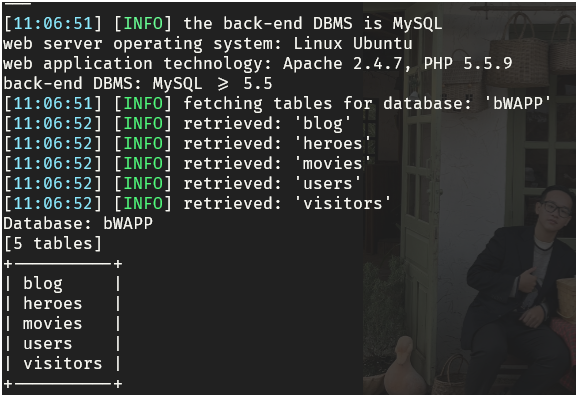 [11:06:51] [INFO] the back-end DBMS is MySQL
web server operating system: Linux Ubuntu
web application technology: Apache 2.4.7, PHP 5.5.9
back-end DBMS: MySQL ≥ 5.5
[11:06:51] [INFO] fetching tables for database: 'bWAPP'
[11:06:52] [INFO] retrieved: 'blog'
[11:06:52] [INFO] retrieved: 'heroes'
[11:06:52] [INFO] retrieved: 'movies'
[11:06:52] [INFO] retrieved: 'users'
[11:06:52] [INFO] retrieved: 'visitors'
Database: bWAPP
[5 tables]
+----------+
| blog     |
| heroes   |
| movies   |
| users    |
| visitors |
+----------+